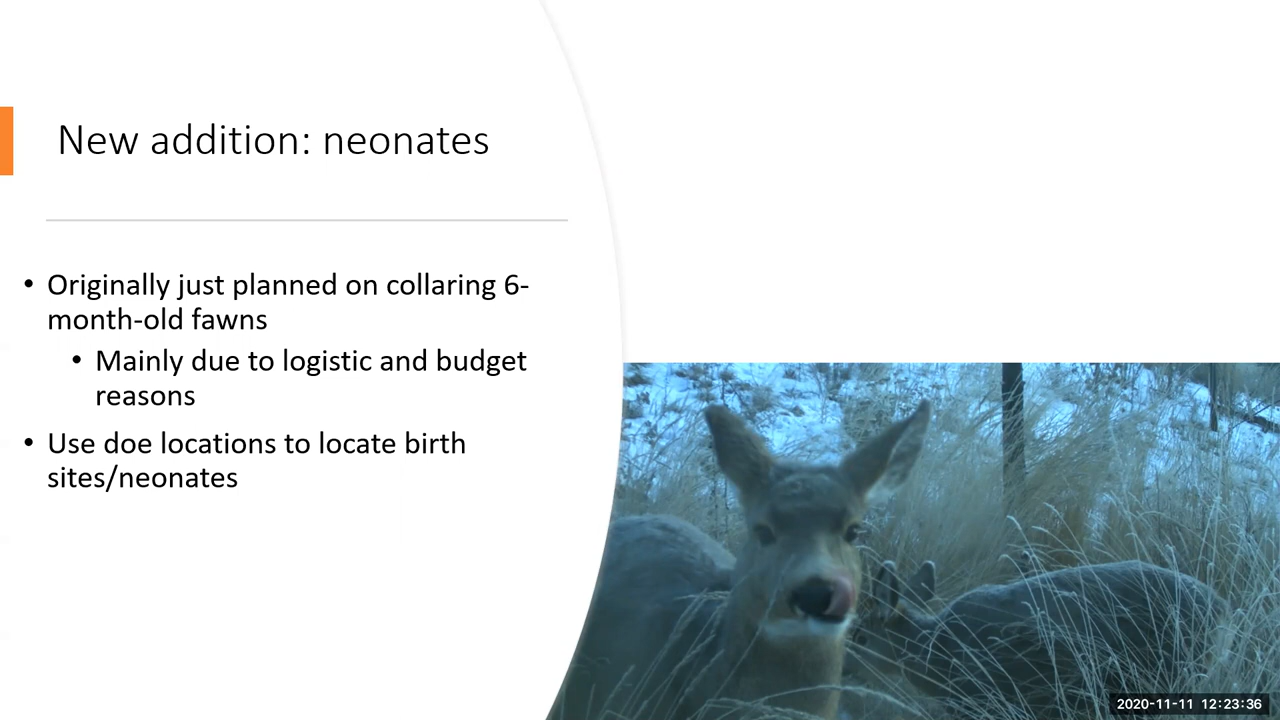 New addition: neonates
• Originally just planned on collaring 6-
month-old fawns
• Mainly due to logistic and budget
reasons
• Use doe locations to locate birth
sites/neonates
2020-11-11 12:23:36